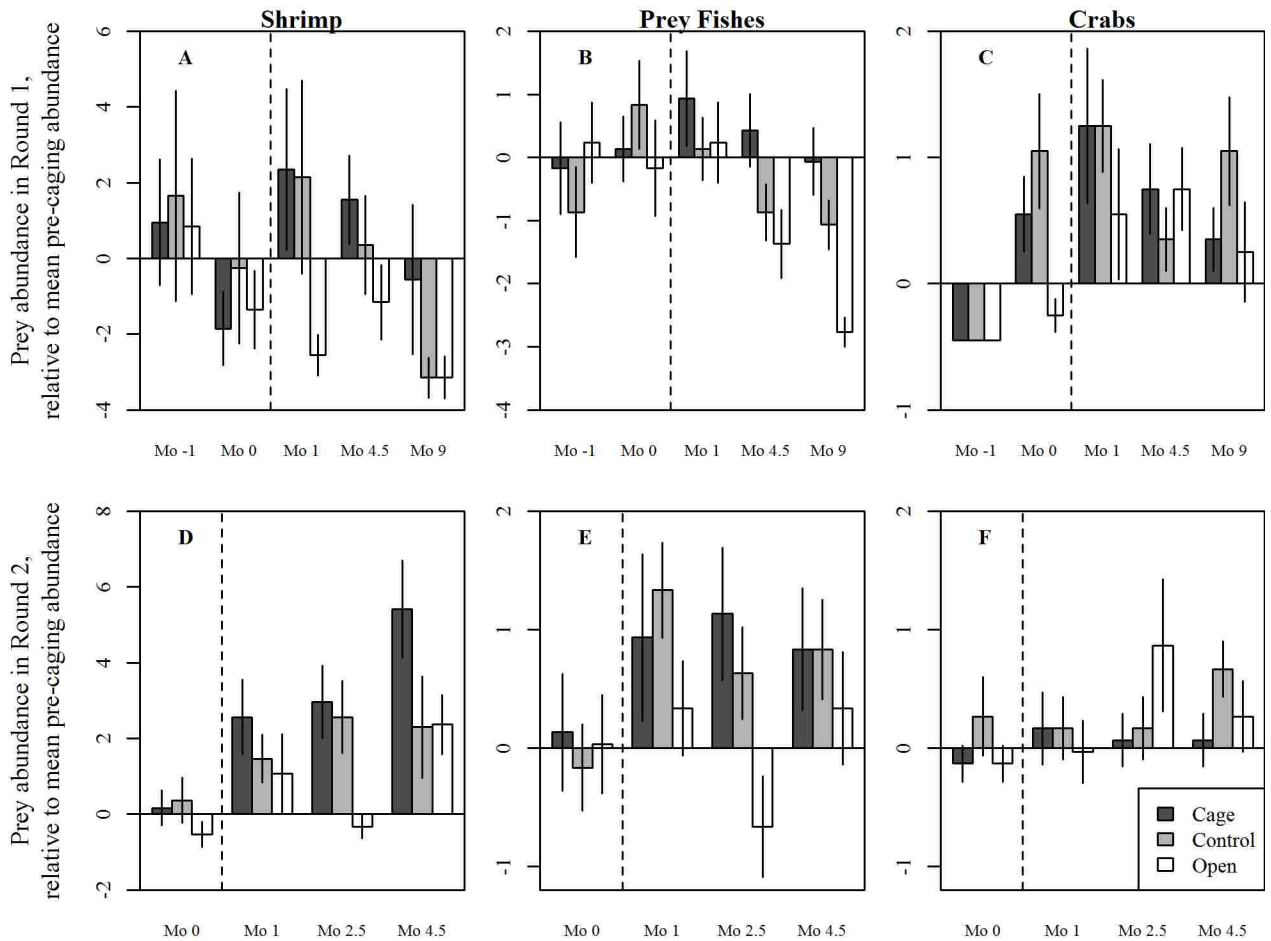 Shrimp
Prey Fishes
Crabs
Prey abundance in Round 1,
relative to mean pre-caging abundance
A
6
4
2
0
-2
-4
Mo -1 Mo 0 Mo 1 Mo 4.5 Mo 9
B
2
1
0
-1
-2
-3
-4
Mo -1 Mo 0 Mo 1 Mo 4.5 Mo 9
C
2
1
0
-1
Mo -1 Mo 0 Mo 1 Mo 4.5 Mo 9
Prey abundance in Round 2,
relative to mean pre-caging abundance
D
8
6
4
2
0
-2
Mo 0 Mo 1 Mo 2.5 Mo 4.5
E
2
1
0
-1
Mo 0 Mo 1 Mo 2.5 Mo 4.5
F
2
1
0
-1
Mo 0 Mo 1 Mo 2.5 Mo 4.5
Cage
Control
Open